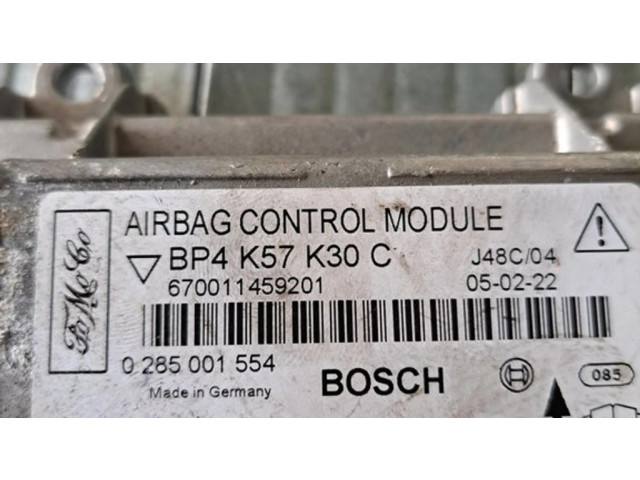 AIRBAG CONTROL MODULE
BP4 K57 K30 C J48C/04
670011459201 05-02-22
FoMoCo
0 285 001 554
Made in Germany BOSCH 085